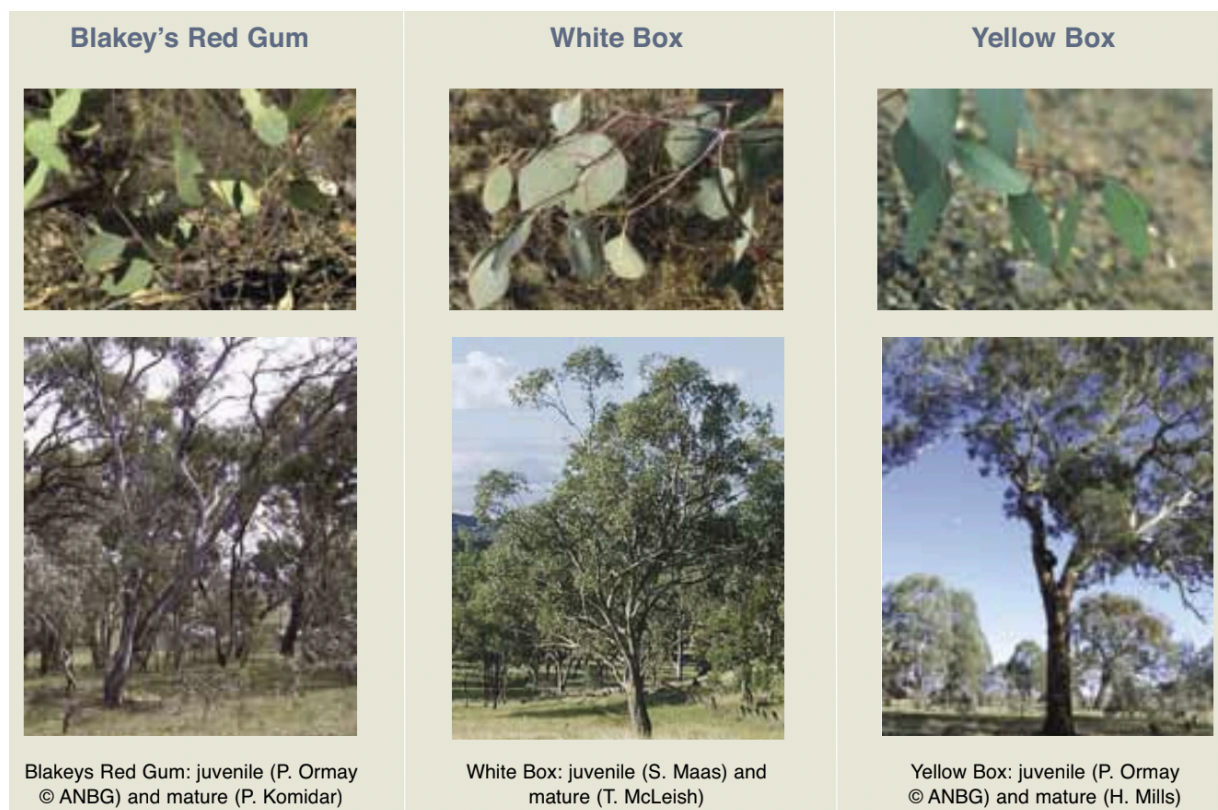 Blakey's Red Gum
White Box
Yellow Box
Blakeys Red Gum: juvenile (P. Ormay
© ANBG) and mature (P. Komidar)
White Box: juvenile (S. Maas) and
mature (T. McLeish)
Yellow Box: juvenile (P. Ormay
© ANBG) and mature (H. Mills)